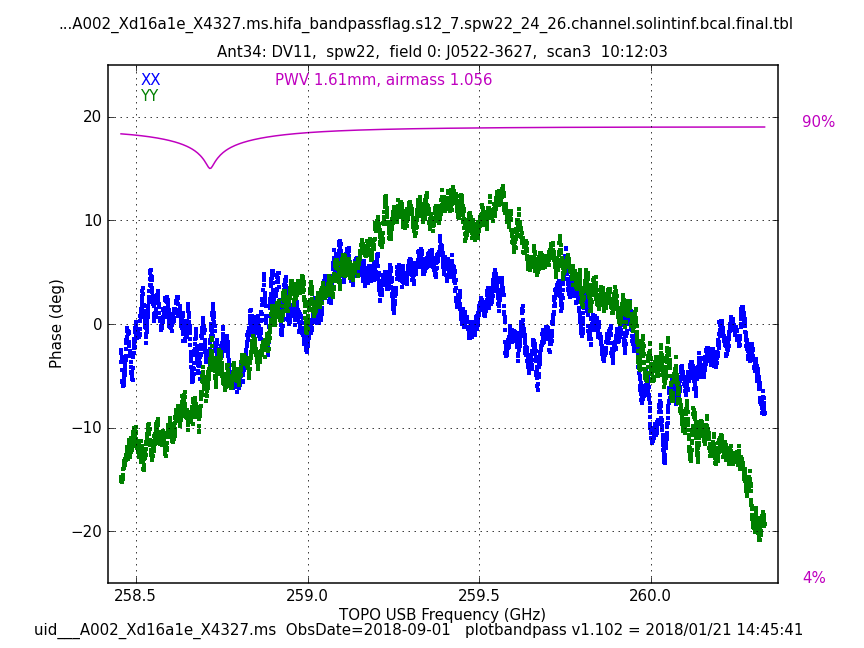 ...A002_Xd16a1e_X4327.ms.hifa_bandpassflag.s12_7.spw22_24_26.channel.solintinf.bcal.final.tbl
Ant34: DV11,  spw22,  field 0: J0522-3627,  scan3  10:12:03
XX
PWV 1.61mm, airmass 1.056
YY
90%
20
10
0
−10
−20
Phase (deg)
4%
258.5 259.0 259.5 260.0
TOPO USB Frequency (GHz)
uid___A002_Xd16a1e_X4327.ms  ObsDate=2018-09-01   plotbandpass v1.102 = 2018/01/21 14:45:41